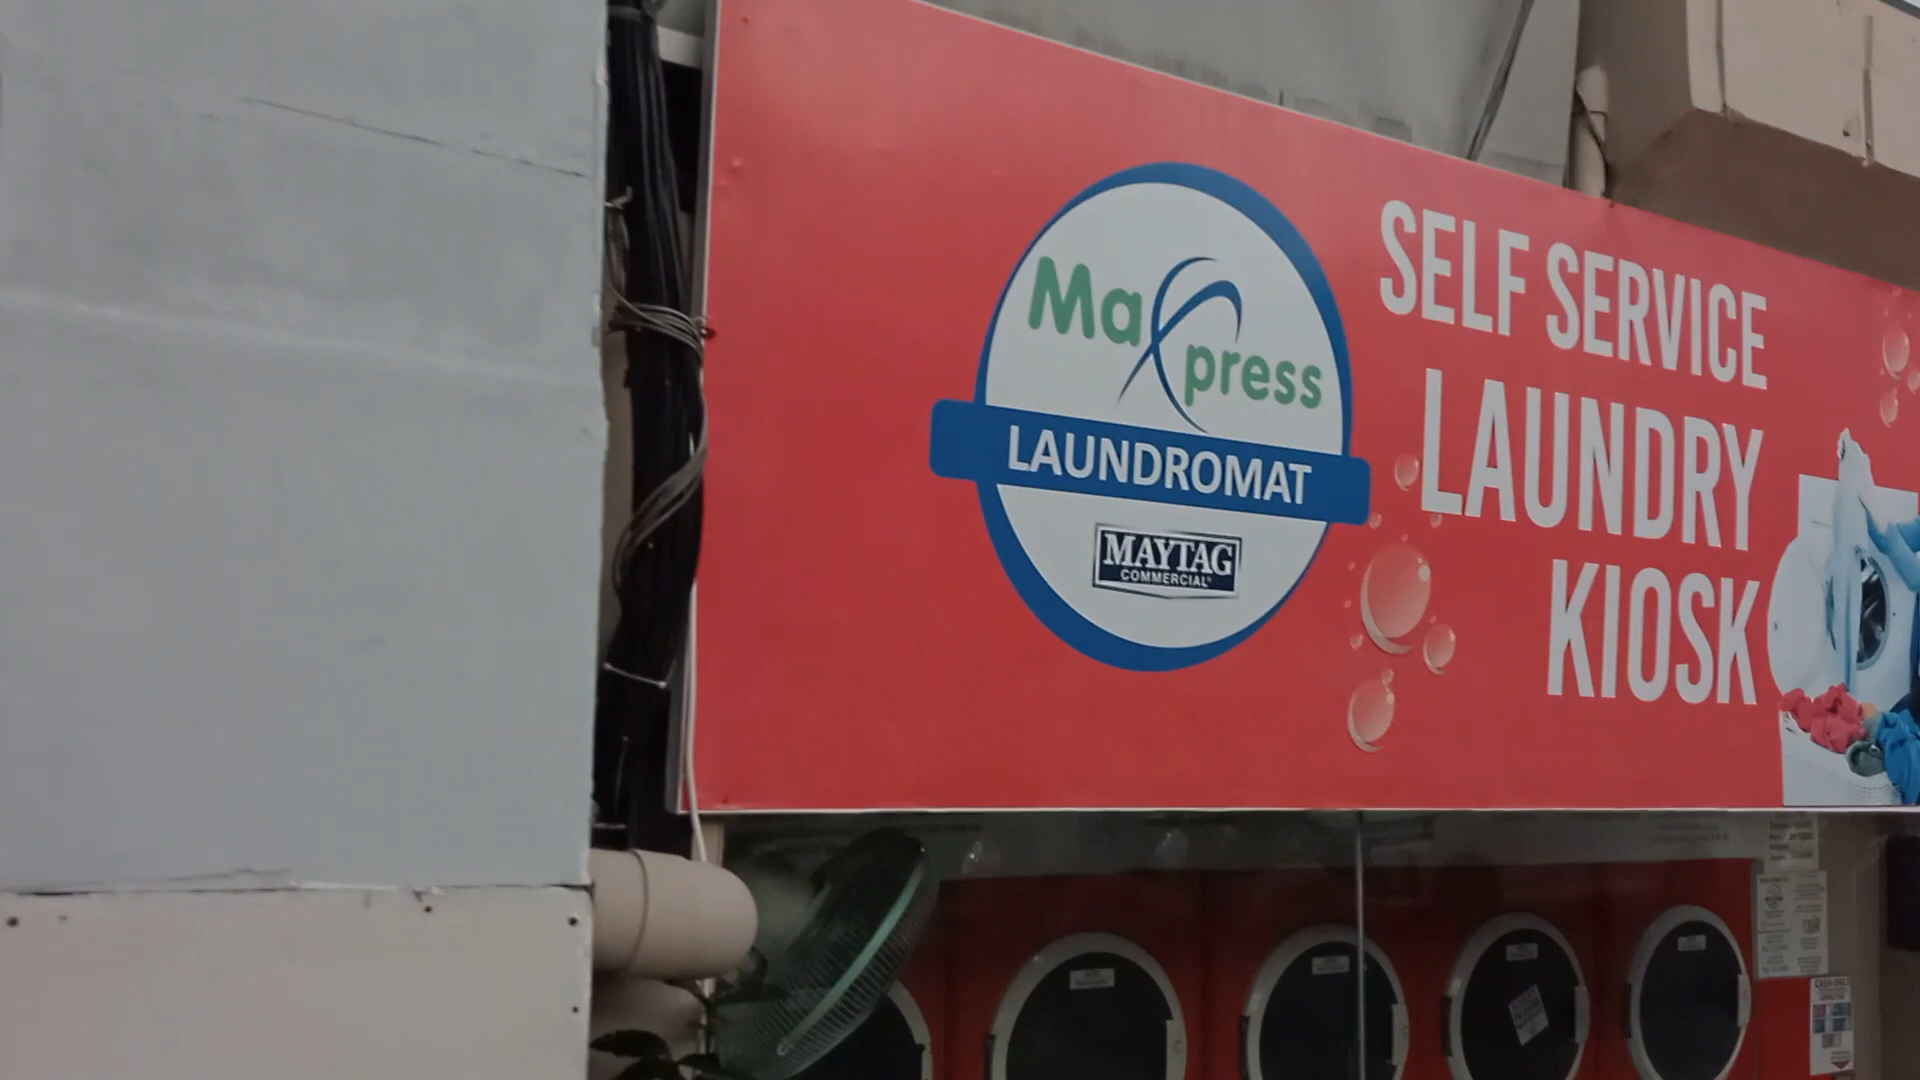 MaXpress
LAUNDROMAT
MAYTAG
COMMERCIAL®
SELF SERVICE
LAUNDRY
KIOSK